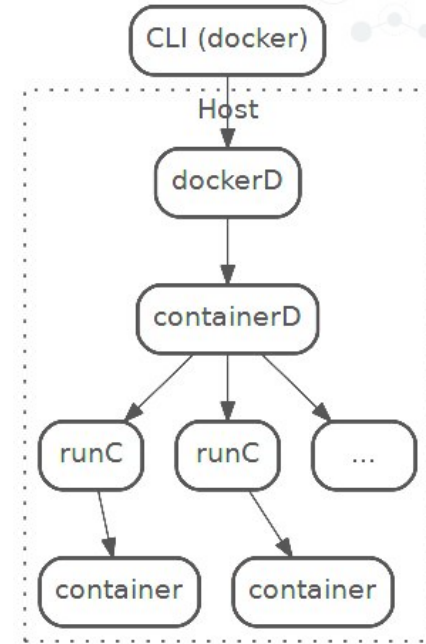 CLI (docker)
Host
dockerD
containerD
runC runC ...
container container